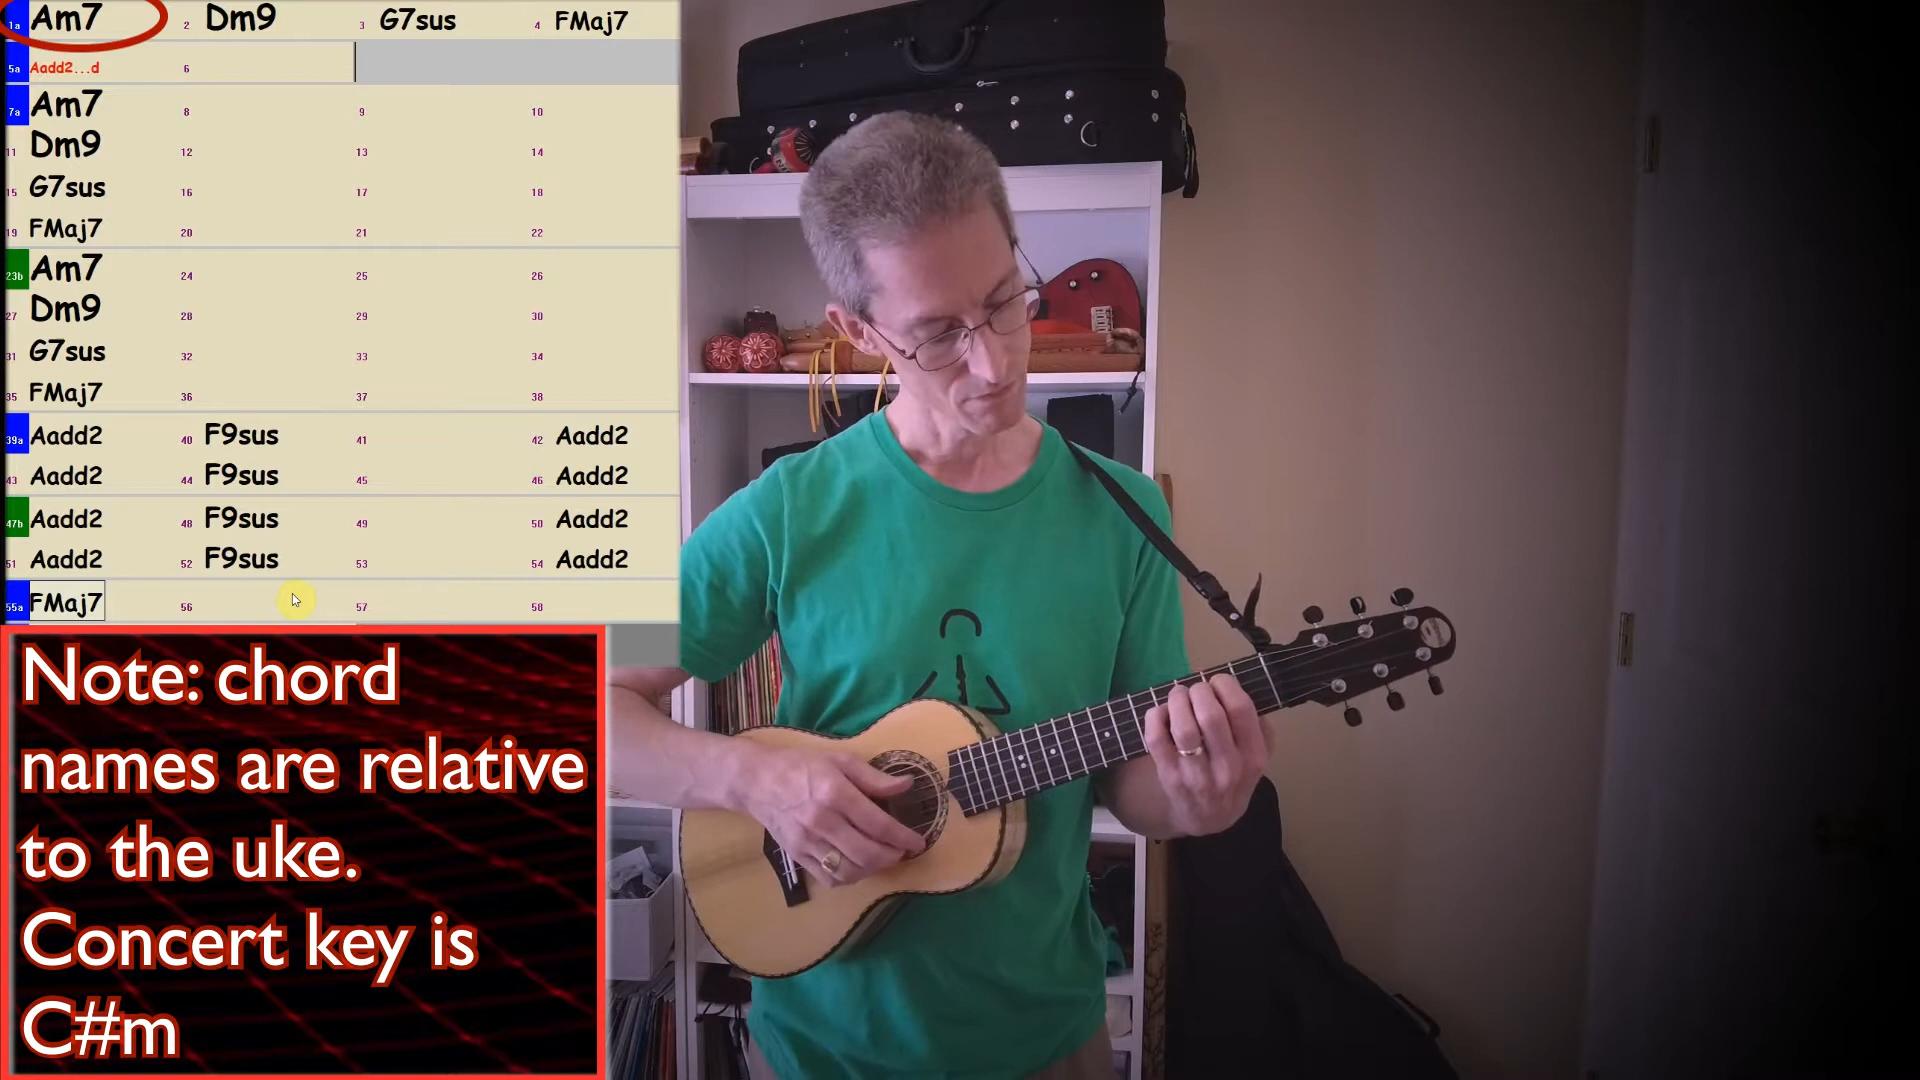 1a Am7 2 Dm9 3 G7sus 4 FMaj7
5a Aadd2...d 6
7a Am7 8 9 10
11 Dm9 12 13 14
15 G7sus 16 17 18
19 FMaj7 20 21 22
23b Am7 24 25 26
27 Dm9 28 29 30
31 G7sus 32 33 34
35 FMaj7 36 37 38
39a Aadd2 40 F9sus 41 42 Aadd2
43 Aadd2 44 F9sus 45 46 Aadd2
47b Aadd2 48 F9sus 49 50 Aadd2
51 Aadd2 52 F9sus 53 54 Aadd2
55a FMaj7 56 57 58
Note: chord
names are relative
to the uke.
Concert key is
C#m